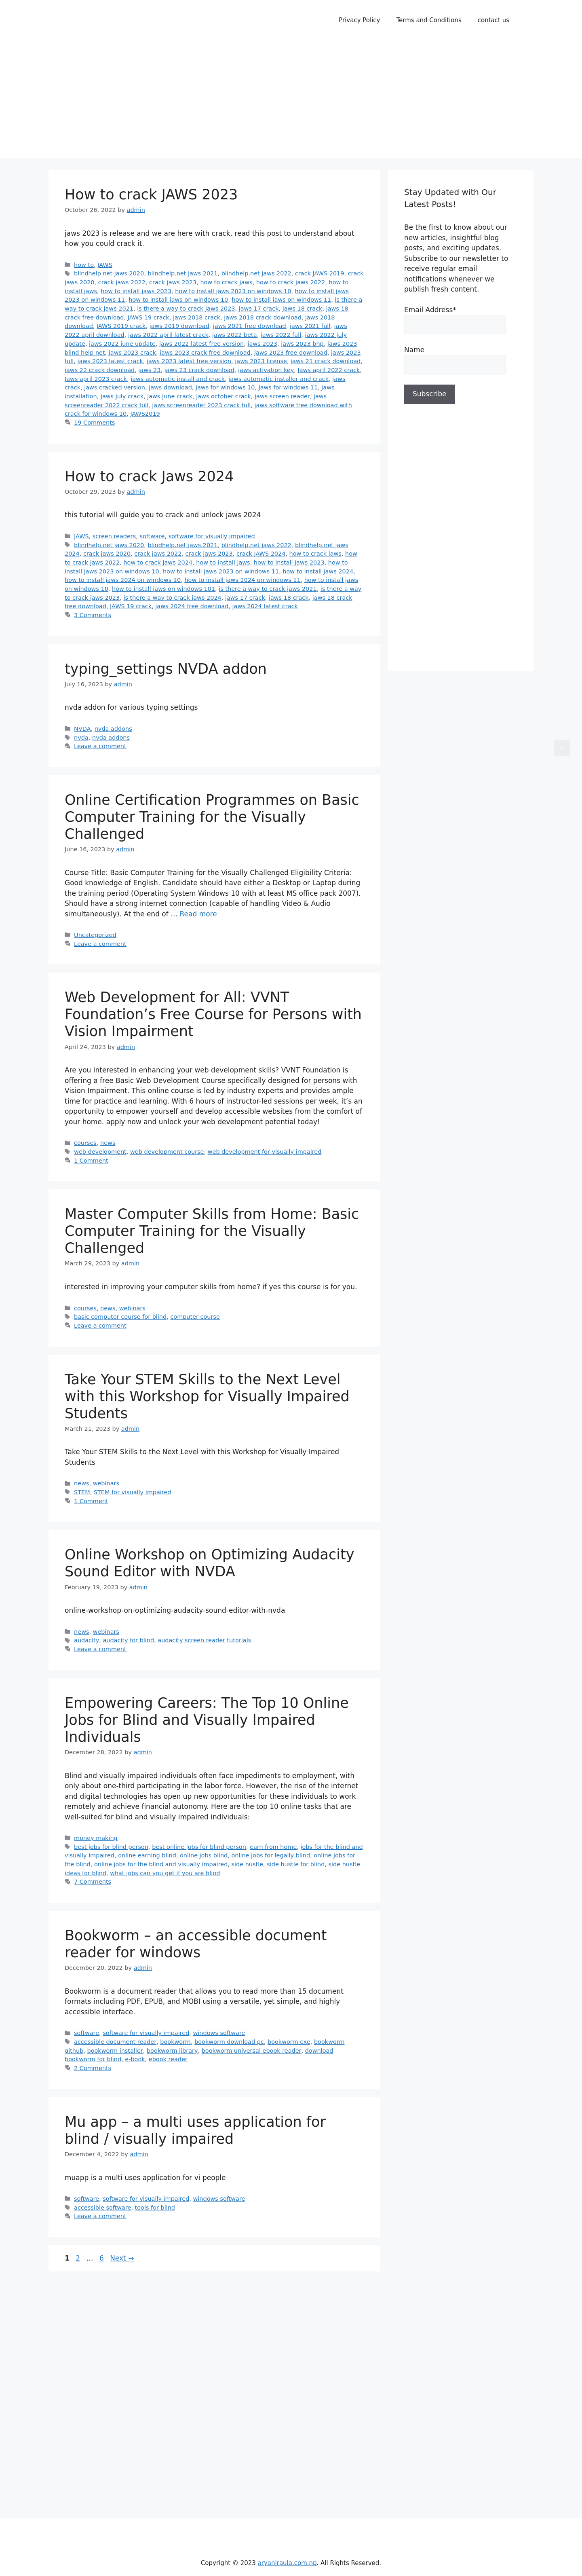 Privacy Policy
Terms and Conditions
contact us
How to crack JAWS 2023
October 26, 2022 by admin
jaws 2023 is release and we are here with crack. read this post to understand about
how you could crack it.
how to, JAWS
blindhelp.net jaws 2020, blindhelp.net jaws 2021, blindhelp.net jaws 2022, crack JAWS 2019, crack
jaws 2020, crack jaws 2022, crack jaws 2023, how to crack jaws, how to crack jaws 2022, how to
install jaws, how to install jaws 2023, how to install jaws 2023 on windows 10, how to install jaws
2023 on windows 11, how to install jaws on windows 10, how to install jaws on windows 11, is there a
way to crack jaws 2021, is there a way to crack jaws 2023, jaws 17 crack, jaws 18 crack, jaws 18
crack free download, JAWS 19 crack, jaws 2018 crack, jaws 2018 crack download, jaws 2018
download, JAWS 2019 crack, jaws 2019 download, jaws 2021 free download, jaws 2021 full, jaws
2022 april download, jaws 2022 april latest crack, jaws 2022 beta, jaws 2022 full, jaws 2022 july
update, jaws 2022 june update, jaws 2022 latest free version, jaws 2023, jaws 2023 bhp, jaws 2023
blind help net, jaws 2023 crack, jaws 2023 crack free download, jaws 2023 free download, jaws 2023
full, jaws 2023 latest crack, jaws 2023 latest free version, jaws 2023 license, jaws 21 crack download,
jaws 22 crack download, jaws 23, jaws 23 crack download, jaws activation key, Jaws april 2022 crack,
Jaws april 2023 crack, jaws automatic install and crack, jaws automatic installer and crack, jaws
crack, jaws cracked version, jaws download, jaws for windows 10, jaws for windows 11, jaws
installation, jaws july crack, jaws june crack, jaws october crack, jaws screen reader, jaws
screenreader 2022 crack full, jaws screenreader 2023 crack full, jaws software free download with
crack for windows 10, JAWS2019
19 Comments
How to crack Jaws 2024
October 29, 2023 by admin
this tutorial will guide you to crack and unlock jaws 2024
JAWS, screen readers, software, software for visually impaired
blindhelp.net jaws 2020, blindhelp.net jaws 2021, blindhelp.net jaws 2022, blindhelp.net jaws
2024, crack jaws 2020, crack jaws 2022, crack jaws 2023, crack JAWS 2024, how to crack jaws, how
to crack jaws 2022, how to crack jaws 2024, how to install jaws, how to install jaws 2023, how to
install jaws 2023 on windows 10, how to install jaws 2023 on windows 11, how to install jaws 2024,
how to install jaws 2024 on windows 10, how to install jaws 2024 on windows 11, how to install jaws
on windows 10, how to install jaws on windows 101, is there a way to crack jaws 2021, is there a way
to crack jaws 2023, is there a way to crack jaws 2024, jaws 17 crack, jaws 18 crack, jaws 18 crack
free download, JAWS 19 crack, jaws 2024 free download, jaws 2024 latest crack
3 Comments
typing_settings NVDA addon
July 16, 2023 by admin
nvda addon for various typing settings
NVDA, nvda addons
nvda, nvda addons
Leave a comment
Online Certification Programmes on Basic
Computer Training for the Visually
Challenged
June 16, 2023 by admin
Course Title: Basic Computer Training for the Visually Challenged Eligibility Criteria:
Good knowledge of English. Candidate should have either a Desktop or Laptop during
the training period (Operating System Windows 10 with at least MS office pack 2007).
Should have a strong internet connection (capable of handling Video & Audio
simultaneously). At the end of … Read more
Uncategorized
Leave a comment
Web Development for All: VVNT
Foundation's Free Course for Persons with
Vision Impairment
April 24, 2023 by admin
Are you interested in enhancing your web development skills? VVNT Foundation is
offering a free Basic Web Development Course specifically designed for persons with
Vision Impairment. This online course is led by industry experts and offers ample
time for practice and learning. With 6 hours of instructor-led sessions per week, it's an
opportunity to empower yourself and develop accessible websites from the comfort of
your home. apply now and unlock your web development potential today!
courses, news
web development, web development course, web development for visually impaired
1 Comment
Master Computer Skills from Home: Basic
Computer Training for the Visually
Challenged
March 29, 2023 by admin
interested in improving your computer skills from home? if yes this course is for you.
courses, news, webinars
basic computer course for blind, computer course
Leave a comment
Take Your STEM Skills to the Next Level
with this Workshop for Visually Impaired
Students
March 21, 2023 by admin
Take Your STEM Skills to the Next Level with this Workshop for Visually Impaired
Students
news, webinars
STEM, STEM for visually impaired
1 Comment
Online Workshop on Optimizing Audacity
Sound Editor with NVDA
February 19, 2023 by admin
online-workshop-on-optimizing-audacity-sound-editor-with-nvda
news, webinars
audacity, audacity for blind, audacity screen reader tutorials
Leave a comment
Empowering Careers: The Top 10 Online
Jobs for Blind and Visually Impaired
Individuals
December 28, 2022 by admin
Blind and visually impaired individuals often face impediments to employment, with
only about one-third participating in the labor force. However, the rise of the internet
and digital technologies has open up new opportunities for these individuals to work
remotely and achieve financial autonomy. Here are the top 10 online tasks that are
well-suited for blind and visually impaired individuals:
money making
best jobs for blind person, best online jobs for blind person, earn from home, jobs for the blind and
visually impaired, online earning blind, online jobs blind, online jobs for legally blind, online jobs for
the blind, online jobs for the blind and visually impaired, side hustle, side hustle for blind, side hustle
ideas for blind, what jobs can you get if you are blind
7 Comments
Bookworm – an accessible document
reader for windows
December 20, 2022 by admin
Bookworm is a document reader that allows you to read more than 15 document
formats including PDF, EPUB, and MOBI using a versatile, yet simple, and highly
accessible interface.
software, software for visually impaired, windows software
accessible document reader, bookworm, bookworm download pc, bookworm exe, bookworm
github, bookworm installer, bookworm library, bookworm universal ebook reader, download
bookworm for blind, e-book, ebook reader
2 Comments
Mu app – a multi uses application for
blind / visually impaired
December 4, 2022 by admin
muapp is a multi uses application for vi people
software, software for visually impaired, windows software
accessible software, tools for blind
Leave a comment
1 2 … 6 Next →
Stay Updated with Our
Latest Posts!
Be the first to know about our
new articles, insightful blog
posts, and exciting updates.
Subscribe to our newsletter to
receive regular email
notifications whenever we
publish fresh content.
Email Address*
Name
Subscribe
Copyright © 2023 aryanjraula.com.np, All Rights Reserved.